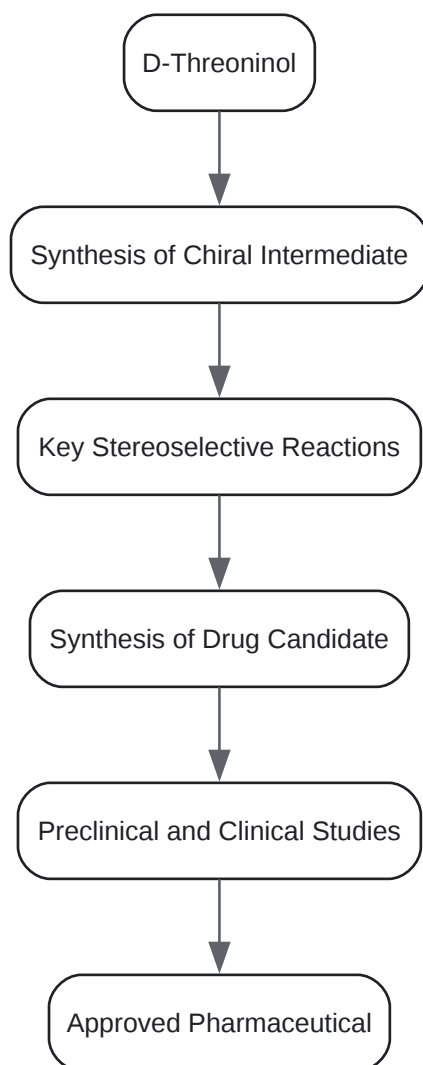 D-Threoninol
Synthesis of Chiral Intermediate
Key Stereoselective Reactions
Synthesis of Drug Candidate
Preclinical and Clinical Studies
Approved Pharmaceutical